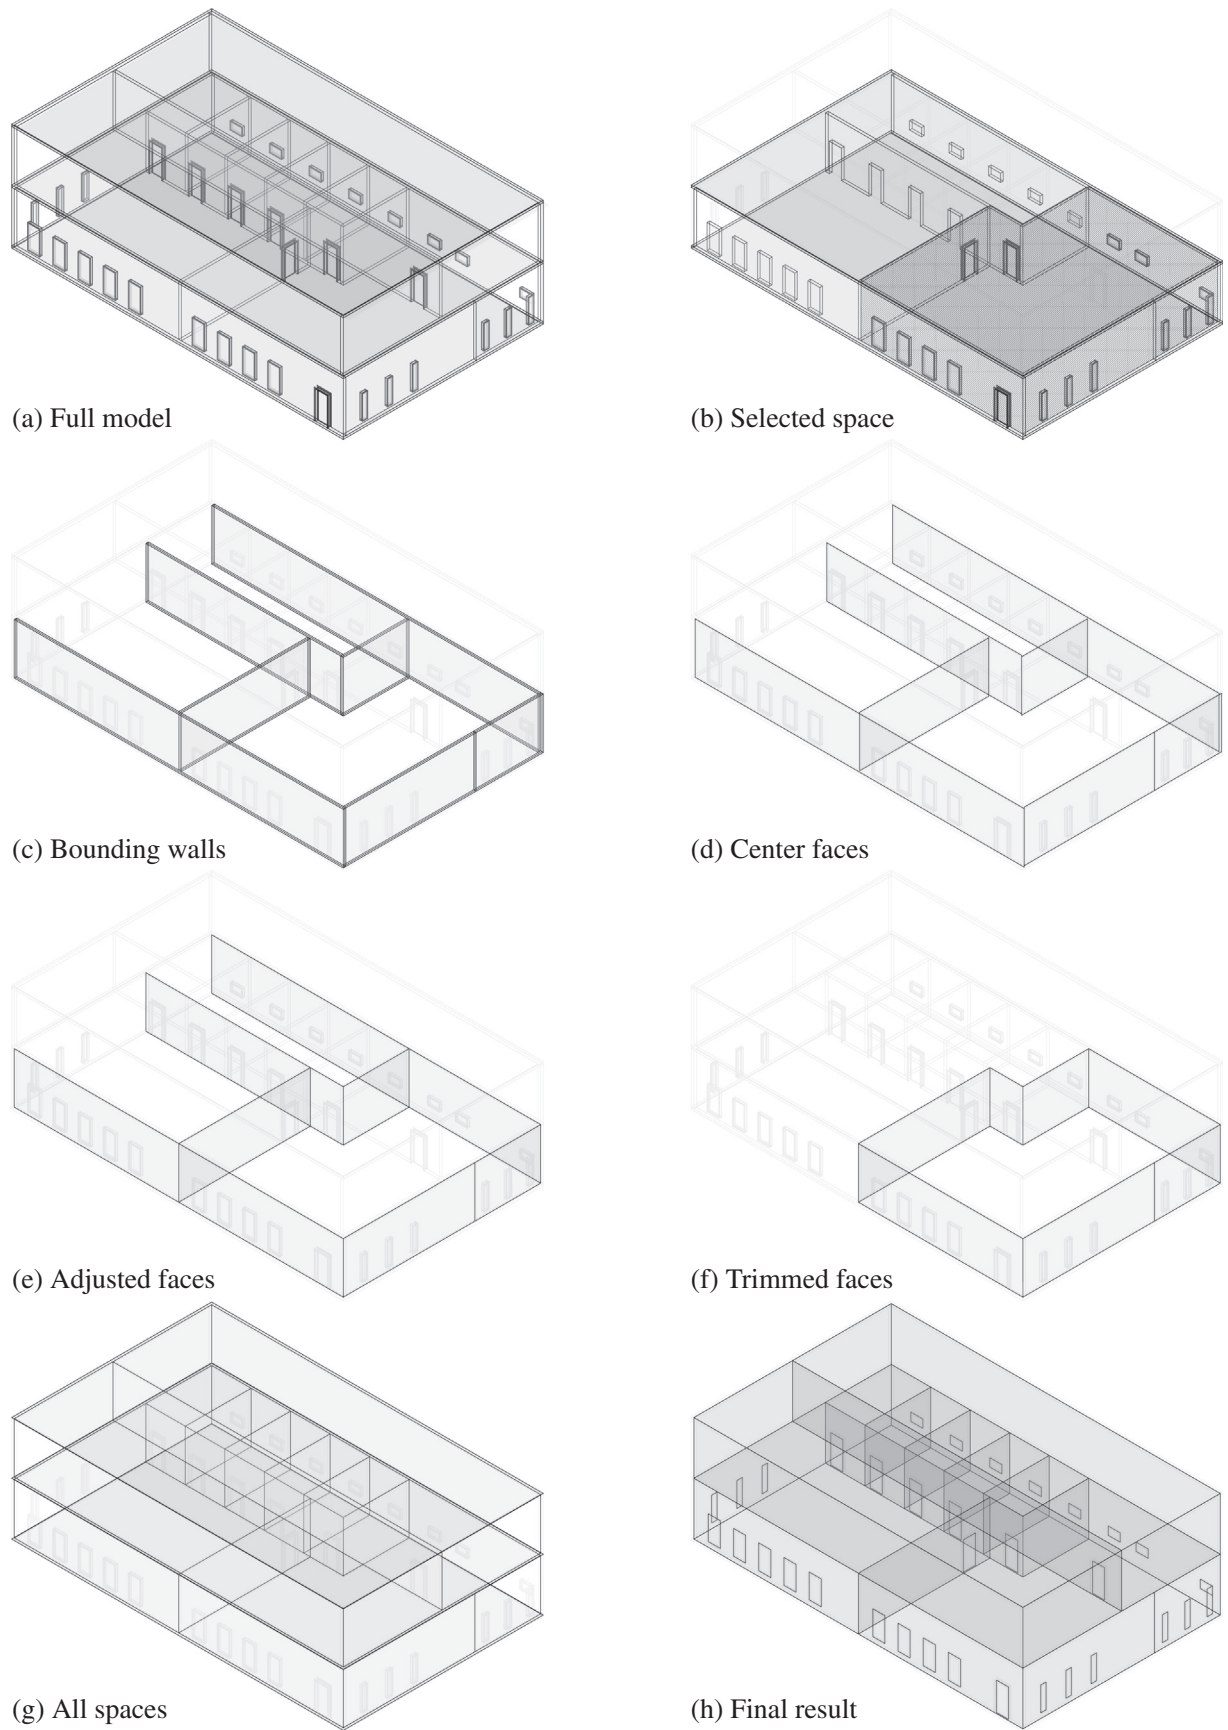 (a) Full model
(b) Selected space
(c) Bounding walls
(d) Center faces
(e) Adjusted faces
(f) Trimmed faces
(g) All spaces
(h) Final result